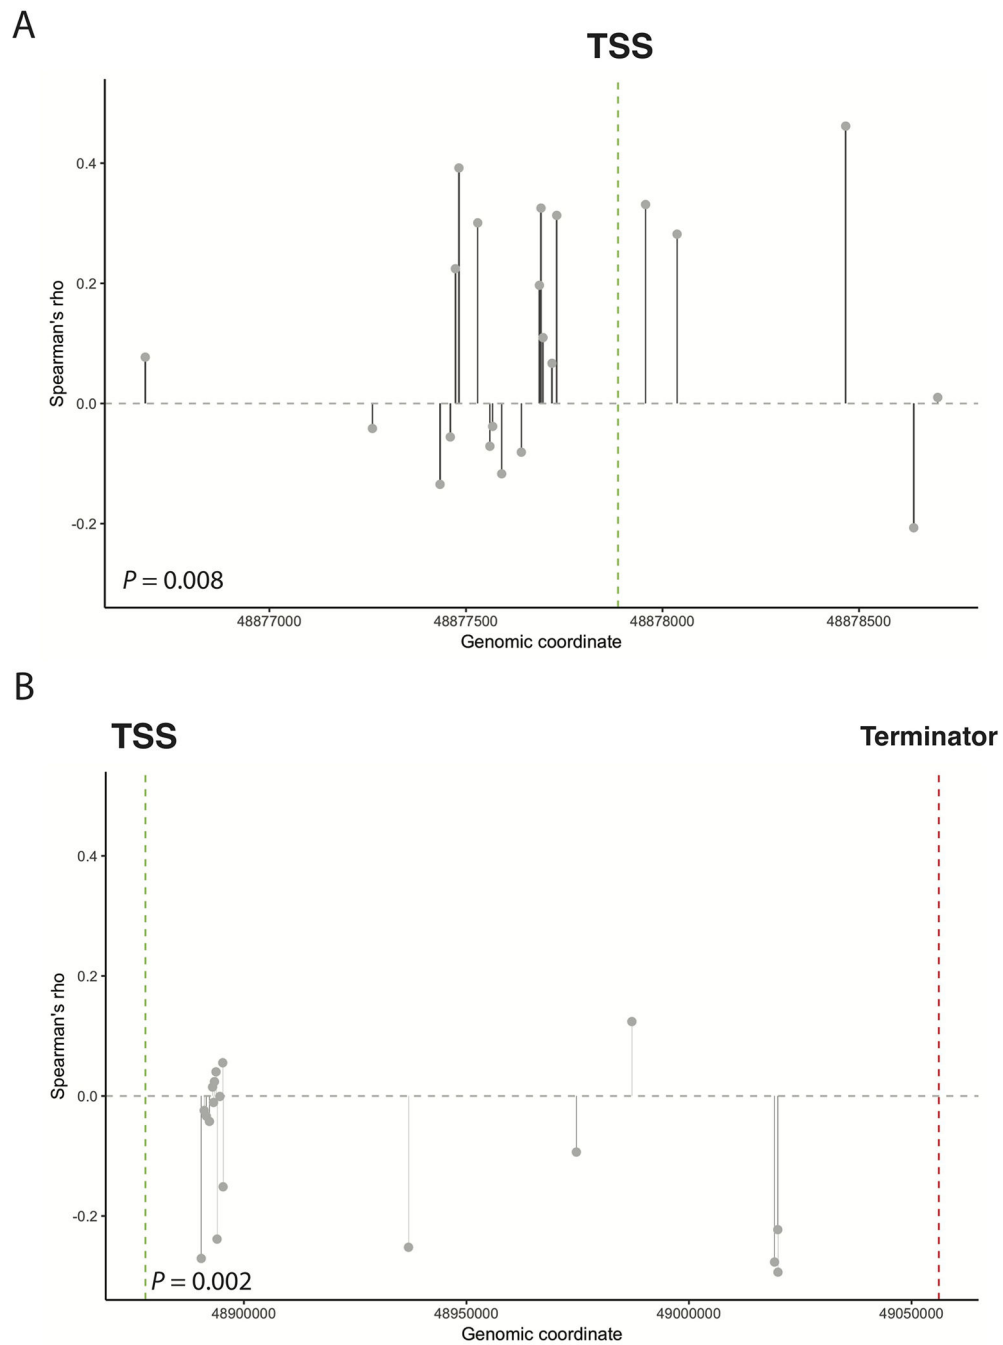 A
TSS
0.4
0.2
0.0
-0.2
Spearman's rho
P = 0.008
48877000 48877500 48878000 48878500
Genomic coordinate
B
TSS Terminator
0.4
0.2
0.0
-0.2
Spearman's rho
P = 0.002
48900000 48950000 49000000 49050000
Genomic coordinate